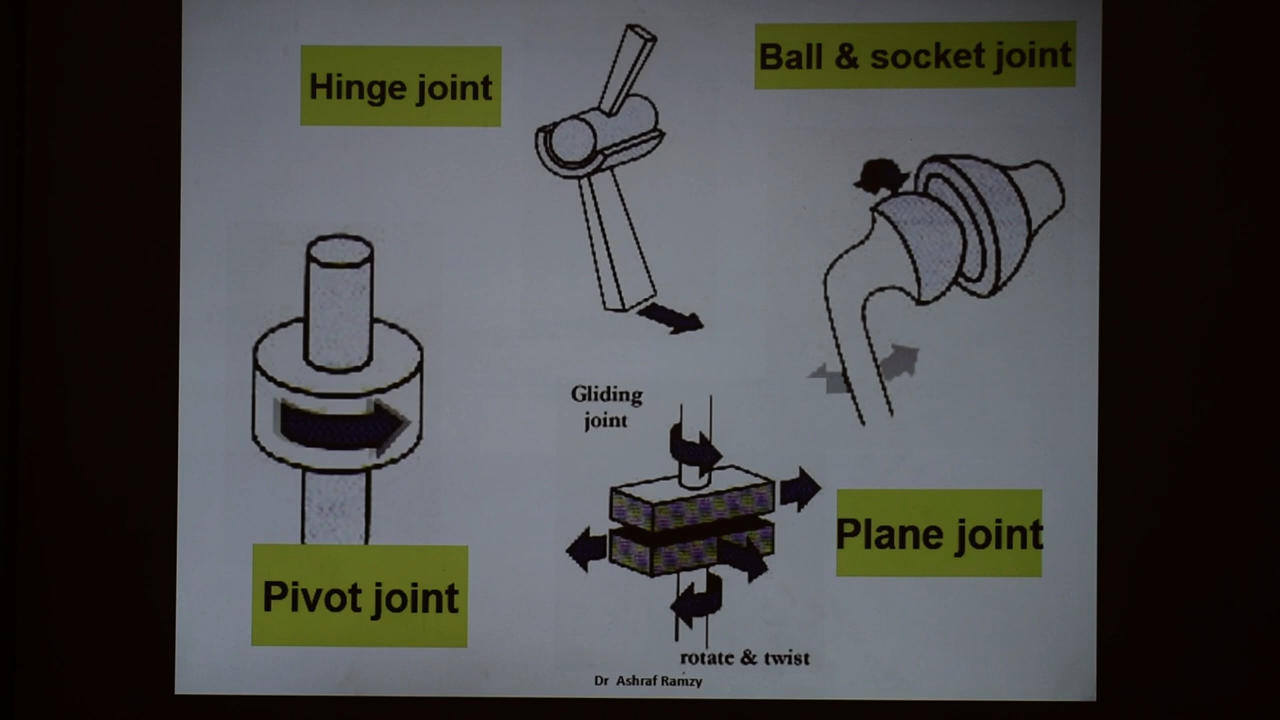 Hinge joint
Ball & socket joint
Gliding
joint
Plane joint
Pivot joint
rotate & twist
Dr Ashraf Ramzy